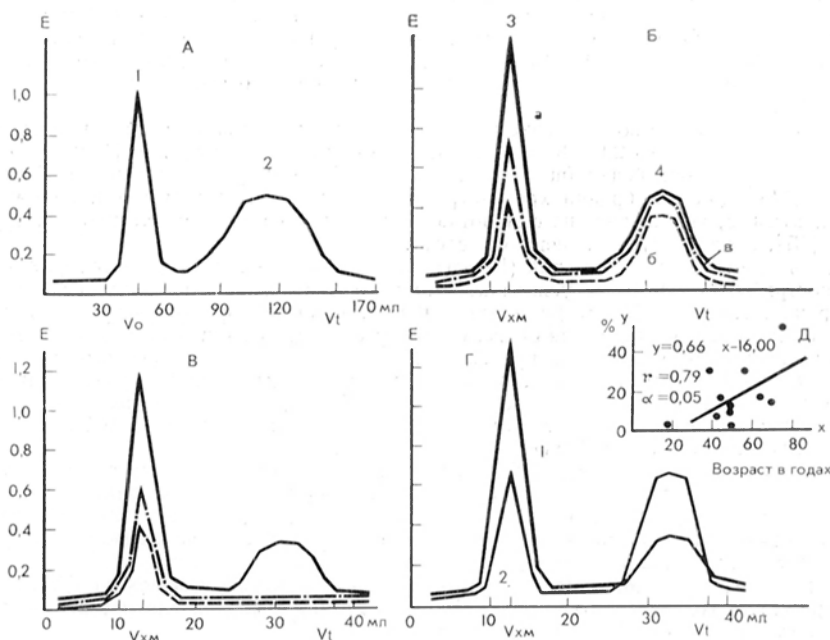 E
А
1
2
1,0
0,8
0,6
0,4
0,2
30
60
90
120
170 мл
Vo
Vt
E
3
Б
а
4
б
в
Vхм
Vt
E
В
1,2
1,0
0,8
0,6
0,4
0,2
0
10
20
30
40 мл
Vхм
Vt
E
Г
1
2
0
10
20
30
40 мл
Vхм
Vt
% y
Д
y=0,66 x−16,00
r=0,79
α=0,05
40
20
0
20
40
60
80
x
Возраст в годах